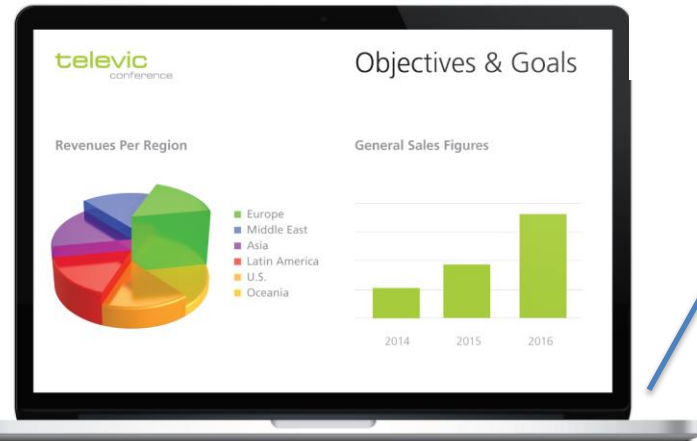 televic
conference
Objectives & Goals
Revenues Per Region
General Sales Figures
Europe
Middle East
Asia
Latin America
U.S.
Oceania
2014
2015
2016